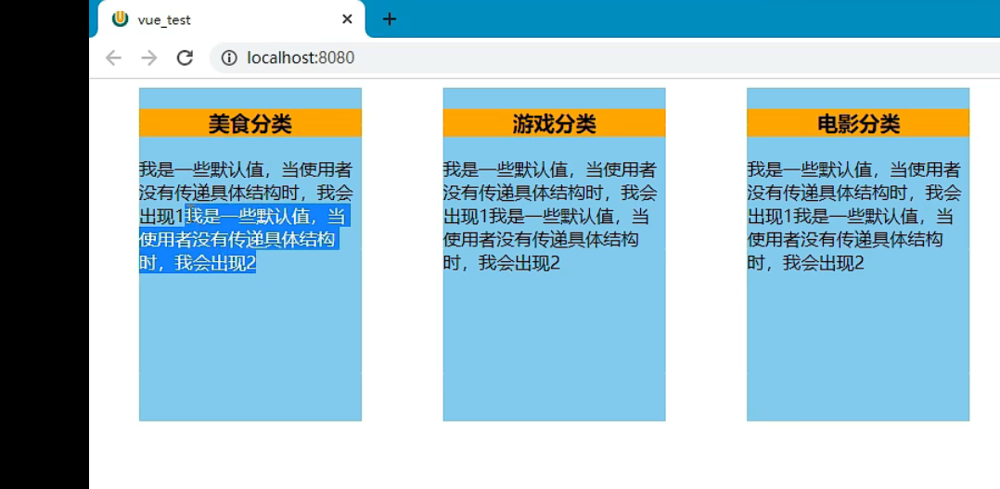 vue_test
localhost:8080
美食分类
我是一些默认值，当使用者
没有传递具体结构时，我会
出现1我是一些默认值，当
使用者没有传递具体结构
时，我会出现2
游戏分类
我是一些默认值，当使用者
没有传递具体结构时，我会
出现1我是一些默认值，当
使用者没有传递具体结构
时，我会出现2
电影分类
我是一些默认值，当使用者
没有传递具体结构时，我会
出现1我是一些默认值，当
使用者没有传递具体结构
时，我会出现2